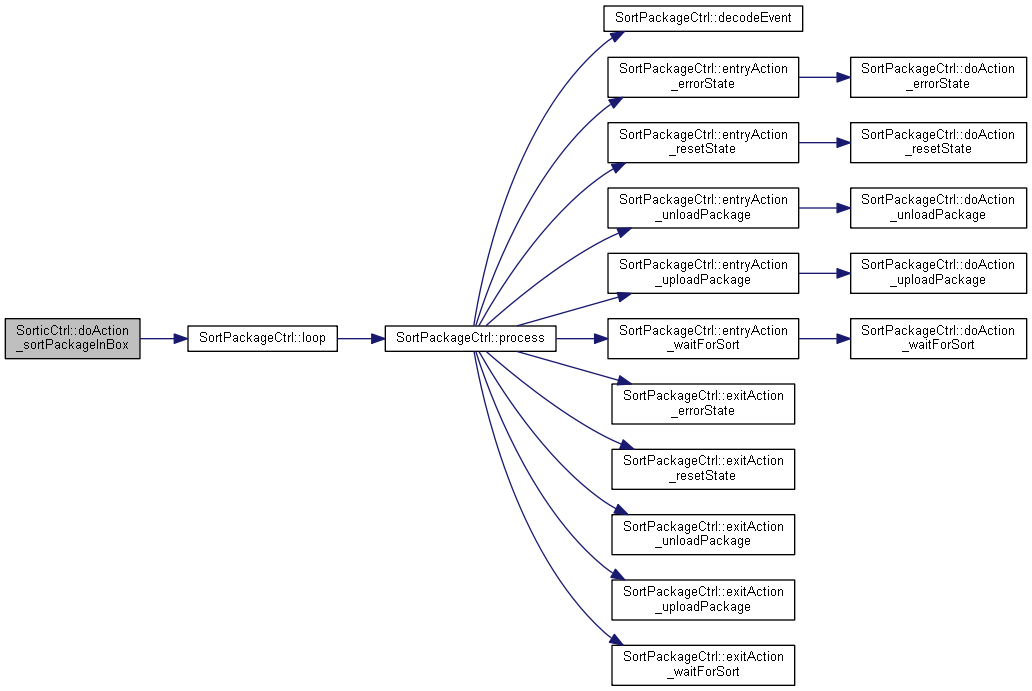 SortPackageCtrl::decodeEvent
SortPackageCtrl::entryAction
_errorState
SortPackageCtrl::doAction
_errorState
SortPackageCtrl::entryAction
_resetState
SortPackageCtrl::doAction
_resetState
SortPackageCtrl::entryAction
_unloadPackage
SortPackageCtrl::doAction
_unloadPackage
SortPackageCtrl::entryAction
_uploadPackage
SortPackageCtrl::doAction
_uploadPackage
SorticCtrl::doAction
_sortPackageInBox
SortPackageCtrl::loop
SortPackageCtrl::process
SortPackageCtrl::entryAction
_waitForSort
SortPackageCtrl::doAction
_waitForSort
SortPackageCtrl::exitAction
_errorState
SortPackageCtrl::exitAction
_resetState
SortPackageCtrl::exitAction
_unloadPackage
SortPackageCtrl::exitAction
_uploadPackage
SortPackageCtrl::exitAction
_waitForSort